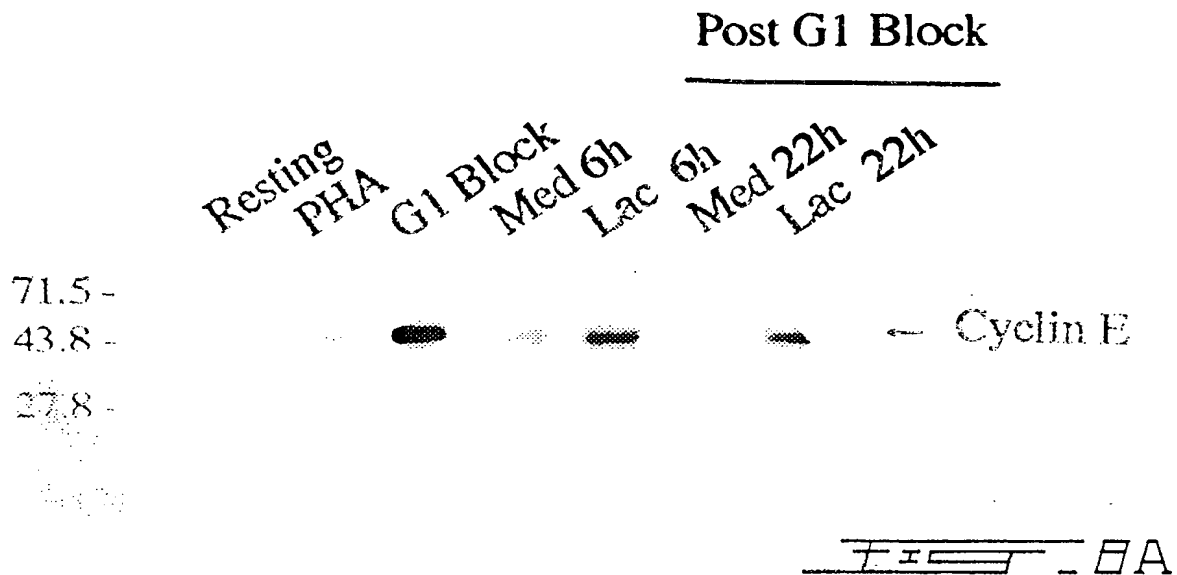 Post G1 Block
Resting
PHA
G1 Block
Med 6h
Lac 6h
Med 22h
Lac 22h
71.5 -
43.8 -
← Cyclin E
27.8 -
FIG_8A